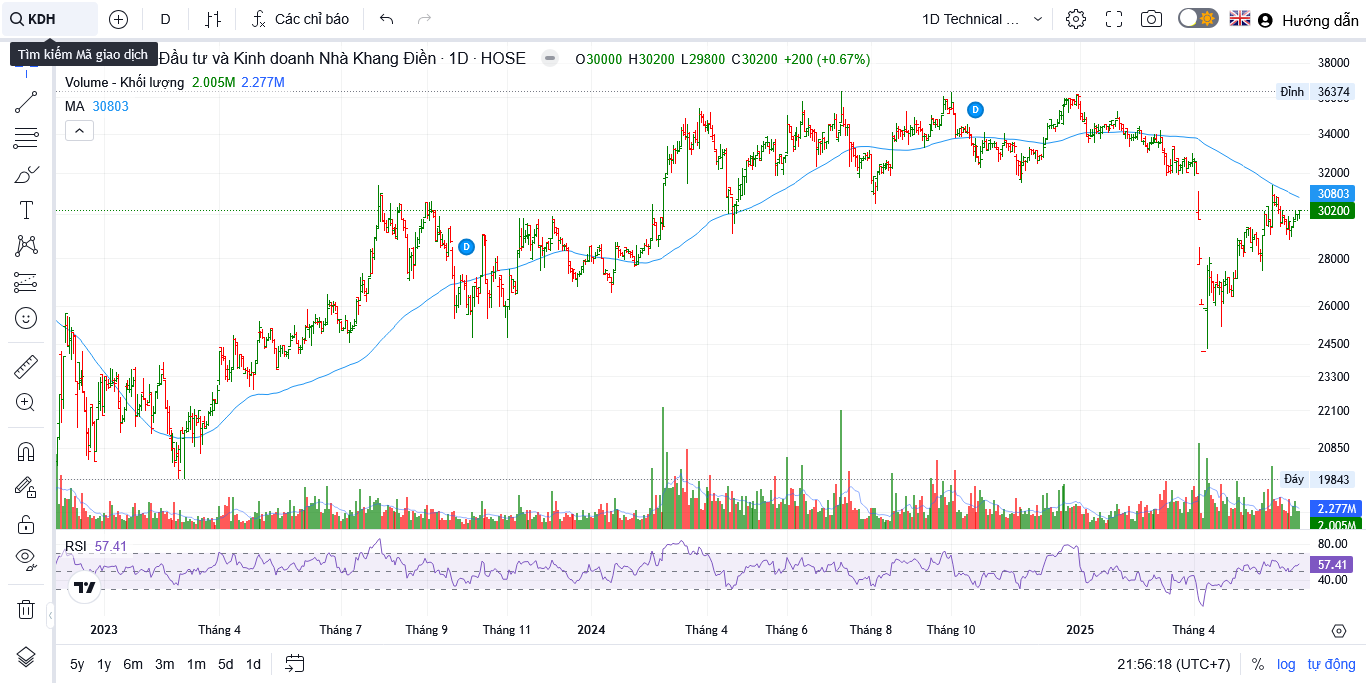 KDH
D
Các chỉ báo
1D Technical ...
Hướng dẫn
Tìm kiếm Mã giao dịch
Đầu tư và Kinh doanh Nhà Khang Điền · 1D · HOSE
O30000 H30200 L29800 C30200 +200 (+0.67%)
Volume - Khối lượng 2.005M 2.277M
MA 30803
D
D
38000
Đỉnh 36374
34000
32000
30803
30200
28000
26000
24500
23300
22100
20850
Đáy 19843
2.277M
2.005M
RSI 57.41
80.00
57.41
40.00
2023 Tháng 4 Tháng 7 Tháng 9 Tháng 11 2024 Tháng 4 Tháng 6 Tháng 8 Tháng 10 2025 Tháng 4
5y 1y 6m 3m 1m 5d 1d
21:56:18 (UTC+7) % log tự động